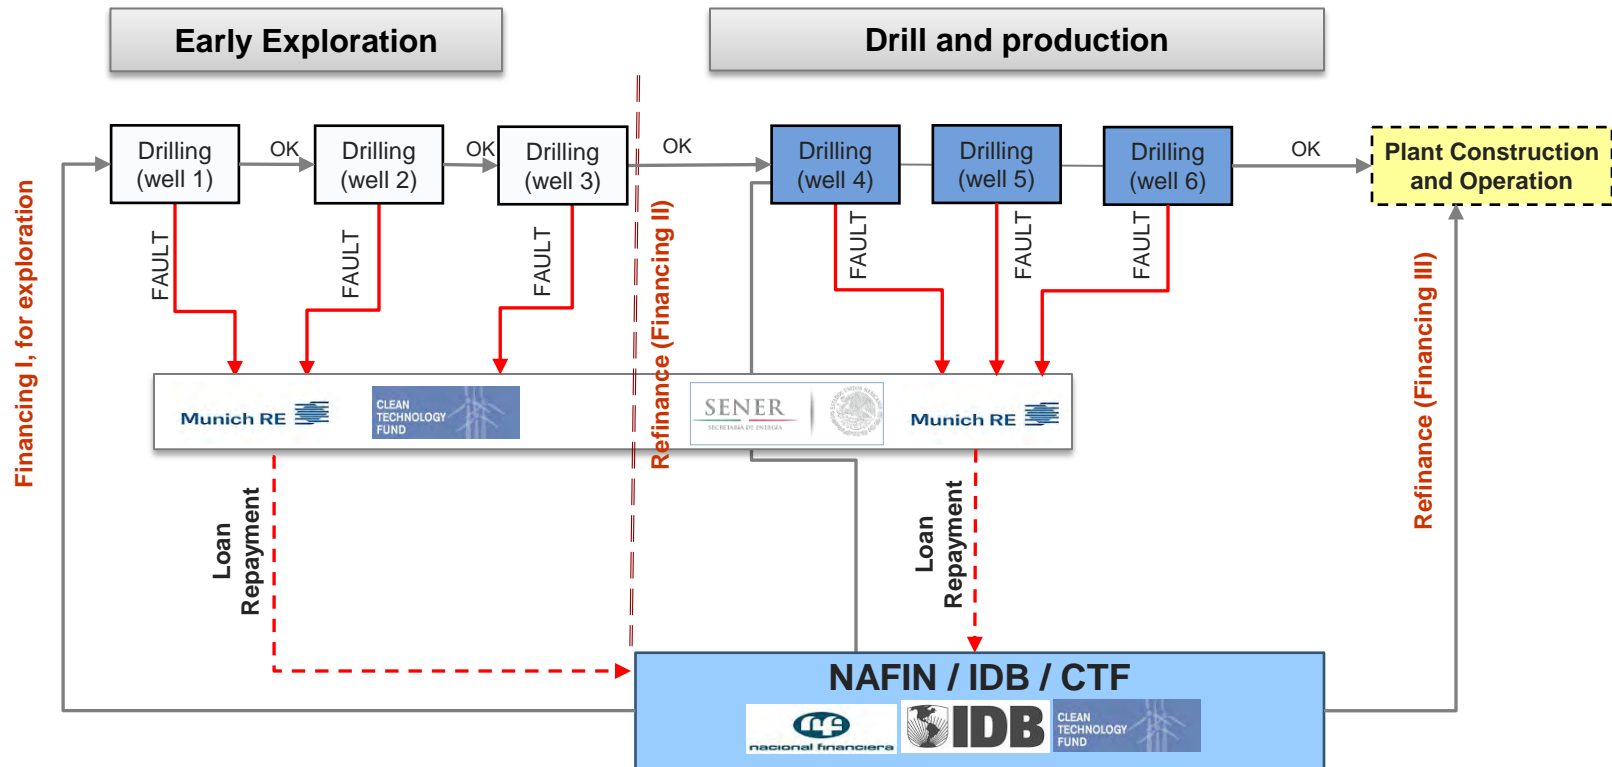 Early Exploration
Drill and production
Drilling
(well 1)
OK
Drilling
(well 2)
OK
Drilling
(well 3)
OK
Drilling
(well 4)
Drilling
(well 5)
Drilling
(well 6)
OK
Plant Construction
and Operation
Financing I, for exploration
FAULT
FAULT
FAULT
Refinance (Financing II)
FAULT
FAULT
FAULT
Refinance (Financing III)
Munich RE
CLEAN
TECHNOLOGY
FUND
SENER
SECRETARÍA DE ENERGÍA
Munich RE
Loan
Repayment
Loan
Repayment
NAFIN / IDB / CTF
nf
nacional financiera
IDB
CLEAN
TECHNOLOGY
FUND